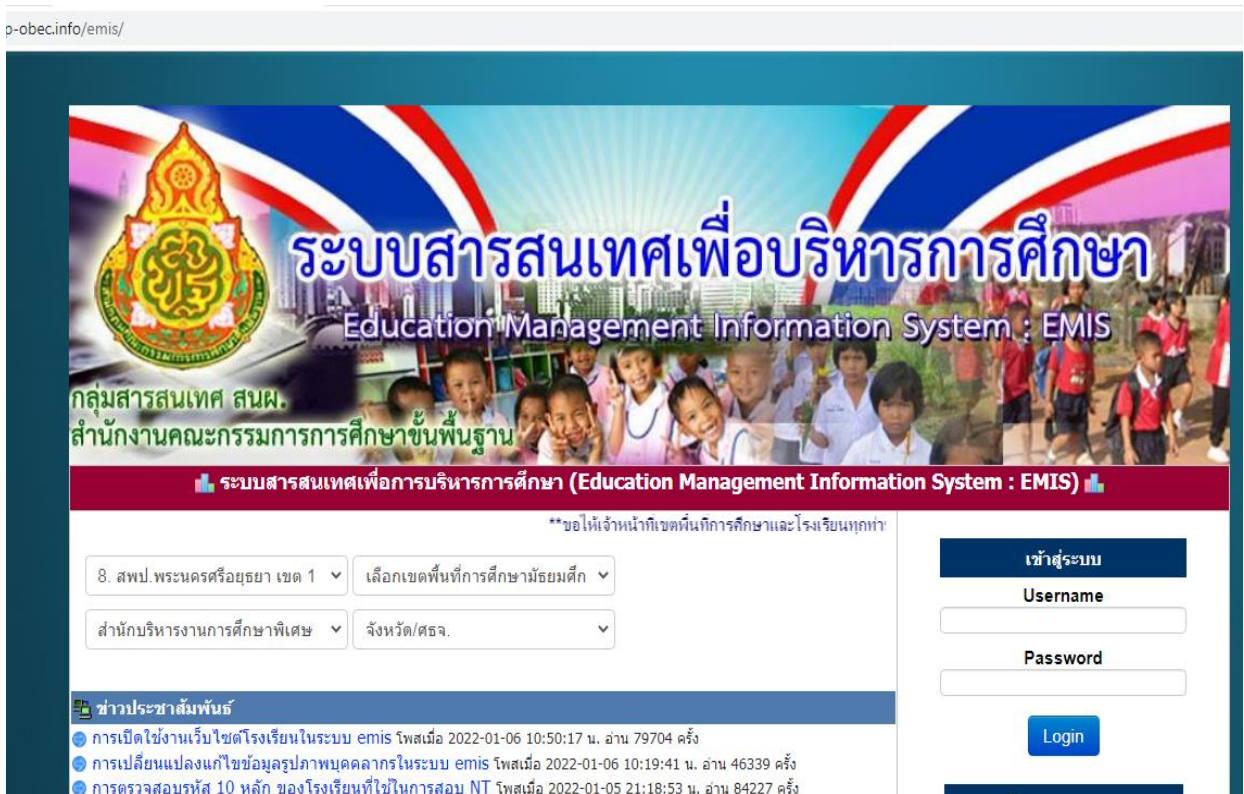 p-obec.info/emis/
ระบบสารสนเทศเพื่อบริหารการศึกษา
Education Management Information System : EMIS
กลุ่มสารสนเทศ สนผ.
สำนักงานคณะกรรมการการศึกษาขั้นพื้นฐาน
ระบบสารสนเทศเพื่อการบริหารการศึกษา (Education Management Information System : EMIS)
**ขอให้เจ้าหน้าที่เขตพื้นที่การศึกษาและโรงเรียนทุกท่า
8. สพป.พระนครศรีอยุธยา เขต 1
เลือกเขตพื้นที่การศึกษามัธยมศึก
สำนักบริหารงานการศึกษาพิเศษ
จังหวัด/ศธจ.
ข่าวประชาสัมพันธ์
การเปิดใช้งานเว็บไซต์โรงเรียนในระบบ emis โพสเมื่อ 2022-01-06 10:50:17 น. อ่าน 79704 ครั้ง
การเปลี่ยนแปลงแก้ไขข้อมูลรูปภาพบุคคลากรในระบบ emis โพสเมื่อ 2022-01-06 10:19:41 น. อ่าน 46339 ครั้ง
การตรวจสอบรหัส 10 หลัก ของโรงเรียนที่ใช้ในการสอบ NT โพสเมื่อ 2022-01-05 21:18:53 น. อ่าน 84227 ครั้ง
เข้าสู่ระบบ
Username
Password
Login